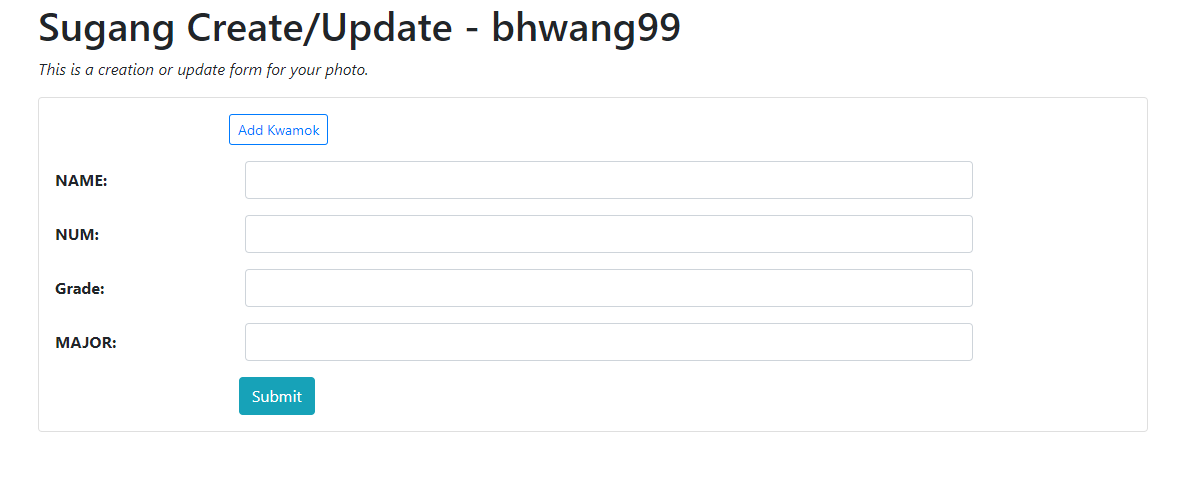 Sugang Create/Update - bhwang99
This is a creation or update form for your photo.
Add Kwamok
NAME:
NUM:
Grade:
MAJOR:
Submit